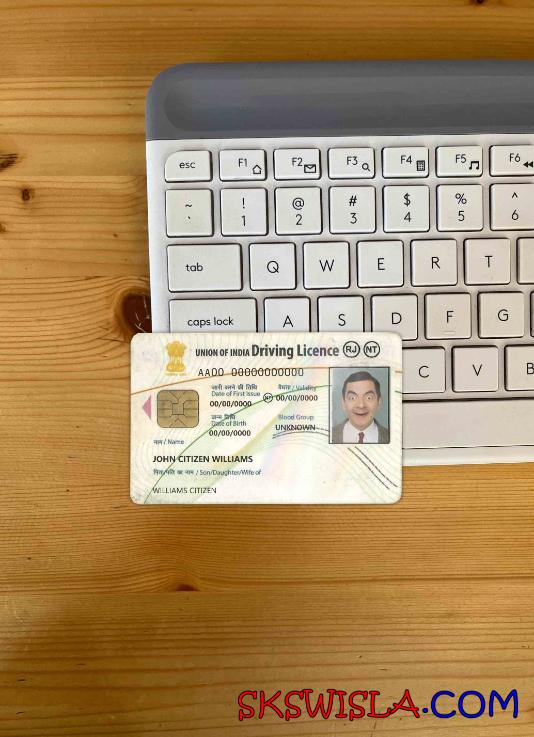 esc F1 F2 F3 F4 F5 F6
~ ` ! 1 @ 2 # 3 $ 4 % 5 ^ 6
tab Q W E R T
caps lock A S D F G
C V B
UNION OF INDIA Driving Licence RJ NT
AADO 00000000000
जारी करने की तिथि वैधता / Validity
Date of First Issue
00/00/0000 00/00/0000
जन्म तिथि Blood Group
Date of Birth UNKNOWN
00/00/0000
नाम / Name
JOHN CITIZEN WILLIAMS
पिता/पति का नाम / Son/Daughter/Wife of
WILLIAMS CITIZEN
SKSWISLA.COM